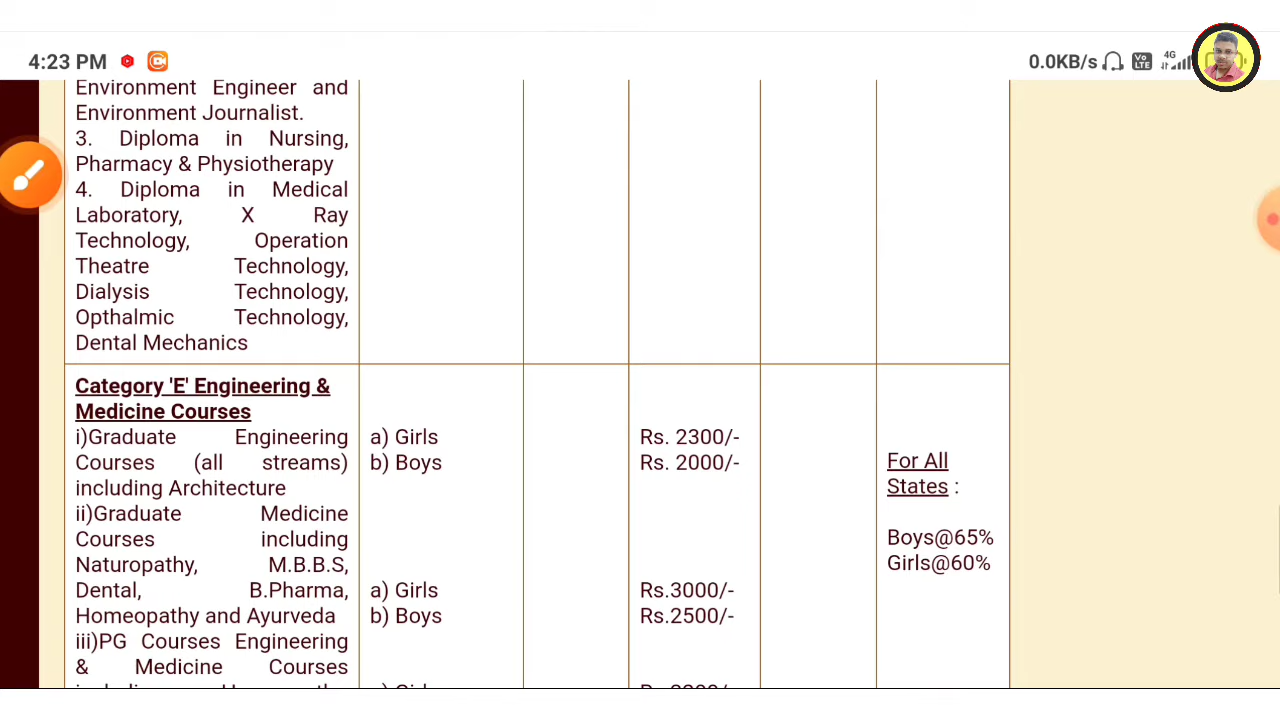 4:23 PM
0.0KB/s Vo LTE 4G
Environment Engineer and
Environment Journalist.
3. Diploma in Nursing,
Pharmacy & Physiotherapy
4. Diploma in Medical
Laboratory, X Ray
Technology, Operation
Theatre Technology,
Dialysis Technology,
Opthalmic Technology,
Dental Mechanics
Category 'E' Engineering &
Medicine Courses
i)Graduate Engineering
Courses (all streams)
including Architecture
ii)Graduate Medicine
Courses including
Naturopathy, M.B.B.S,
Dental, B.Pharma,
Homeopathy and Ayurveda
iii)PG Courses Engineering
& Medicine Courses
a) Girls
b) Boys
a) Girls
b) Boys
Rs. 2300/-
Rs. 2000/-
Rs.3000/-
Rs.2500/-
For All
States :
Boys@65%
Girls@60%